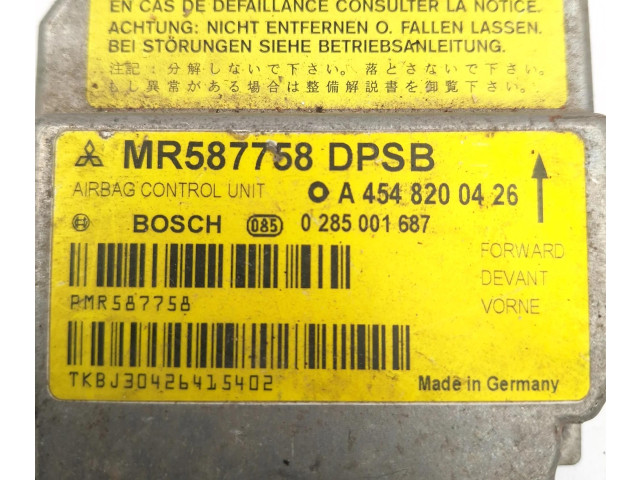 EN CAS DE DÉFAILLANCE CONSULTER LA NOTICE.
ACHTUNG: NICHT ENTFERNEN O. FALLEN LASSEN.
BEI STÖRUNGEN SIEHE BETRIEBSANLEITUNG.
注記:分解しないで下さい。落とさないで下さい。
もし異常がある場合は整備解説書を御覧下さい。
MR587758 DPSB
AIRBAG CONTROL UNIT A 454 820 04 26
BOSCH 085 0 285 001 687
FORWARD
DEVANT
PMR587758 VORNE
TKBJ30426415402 Made in Germany